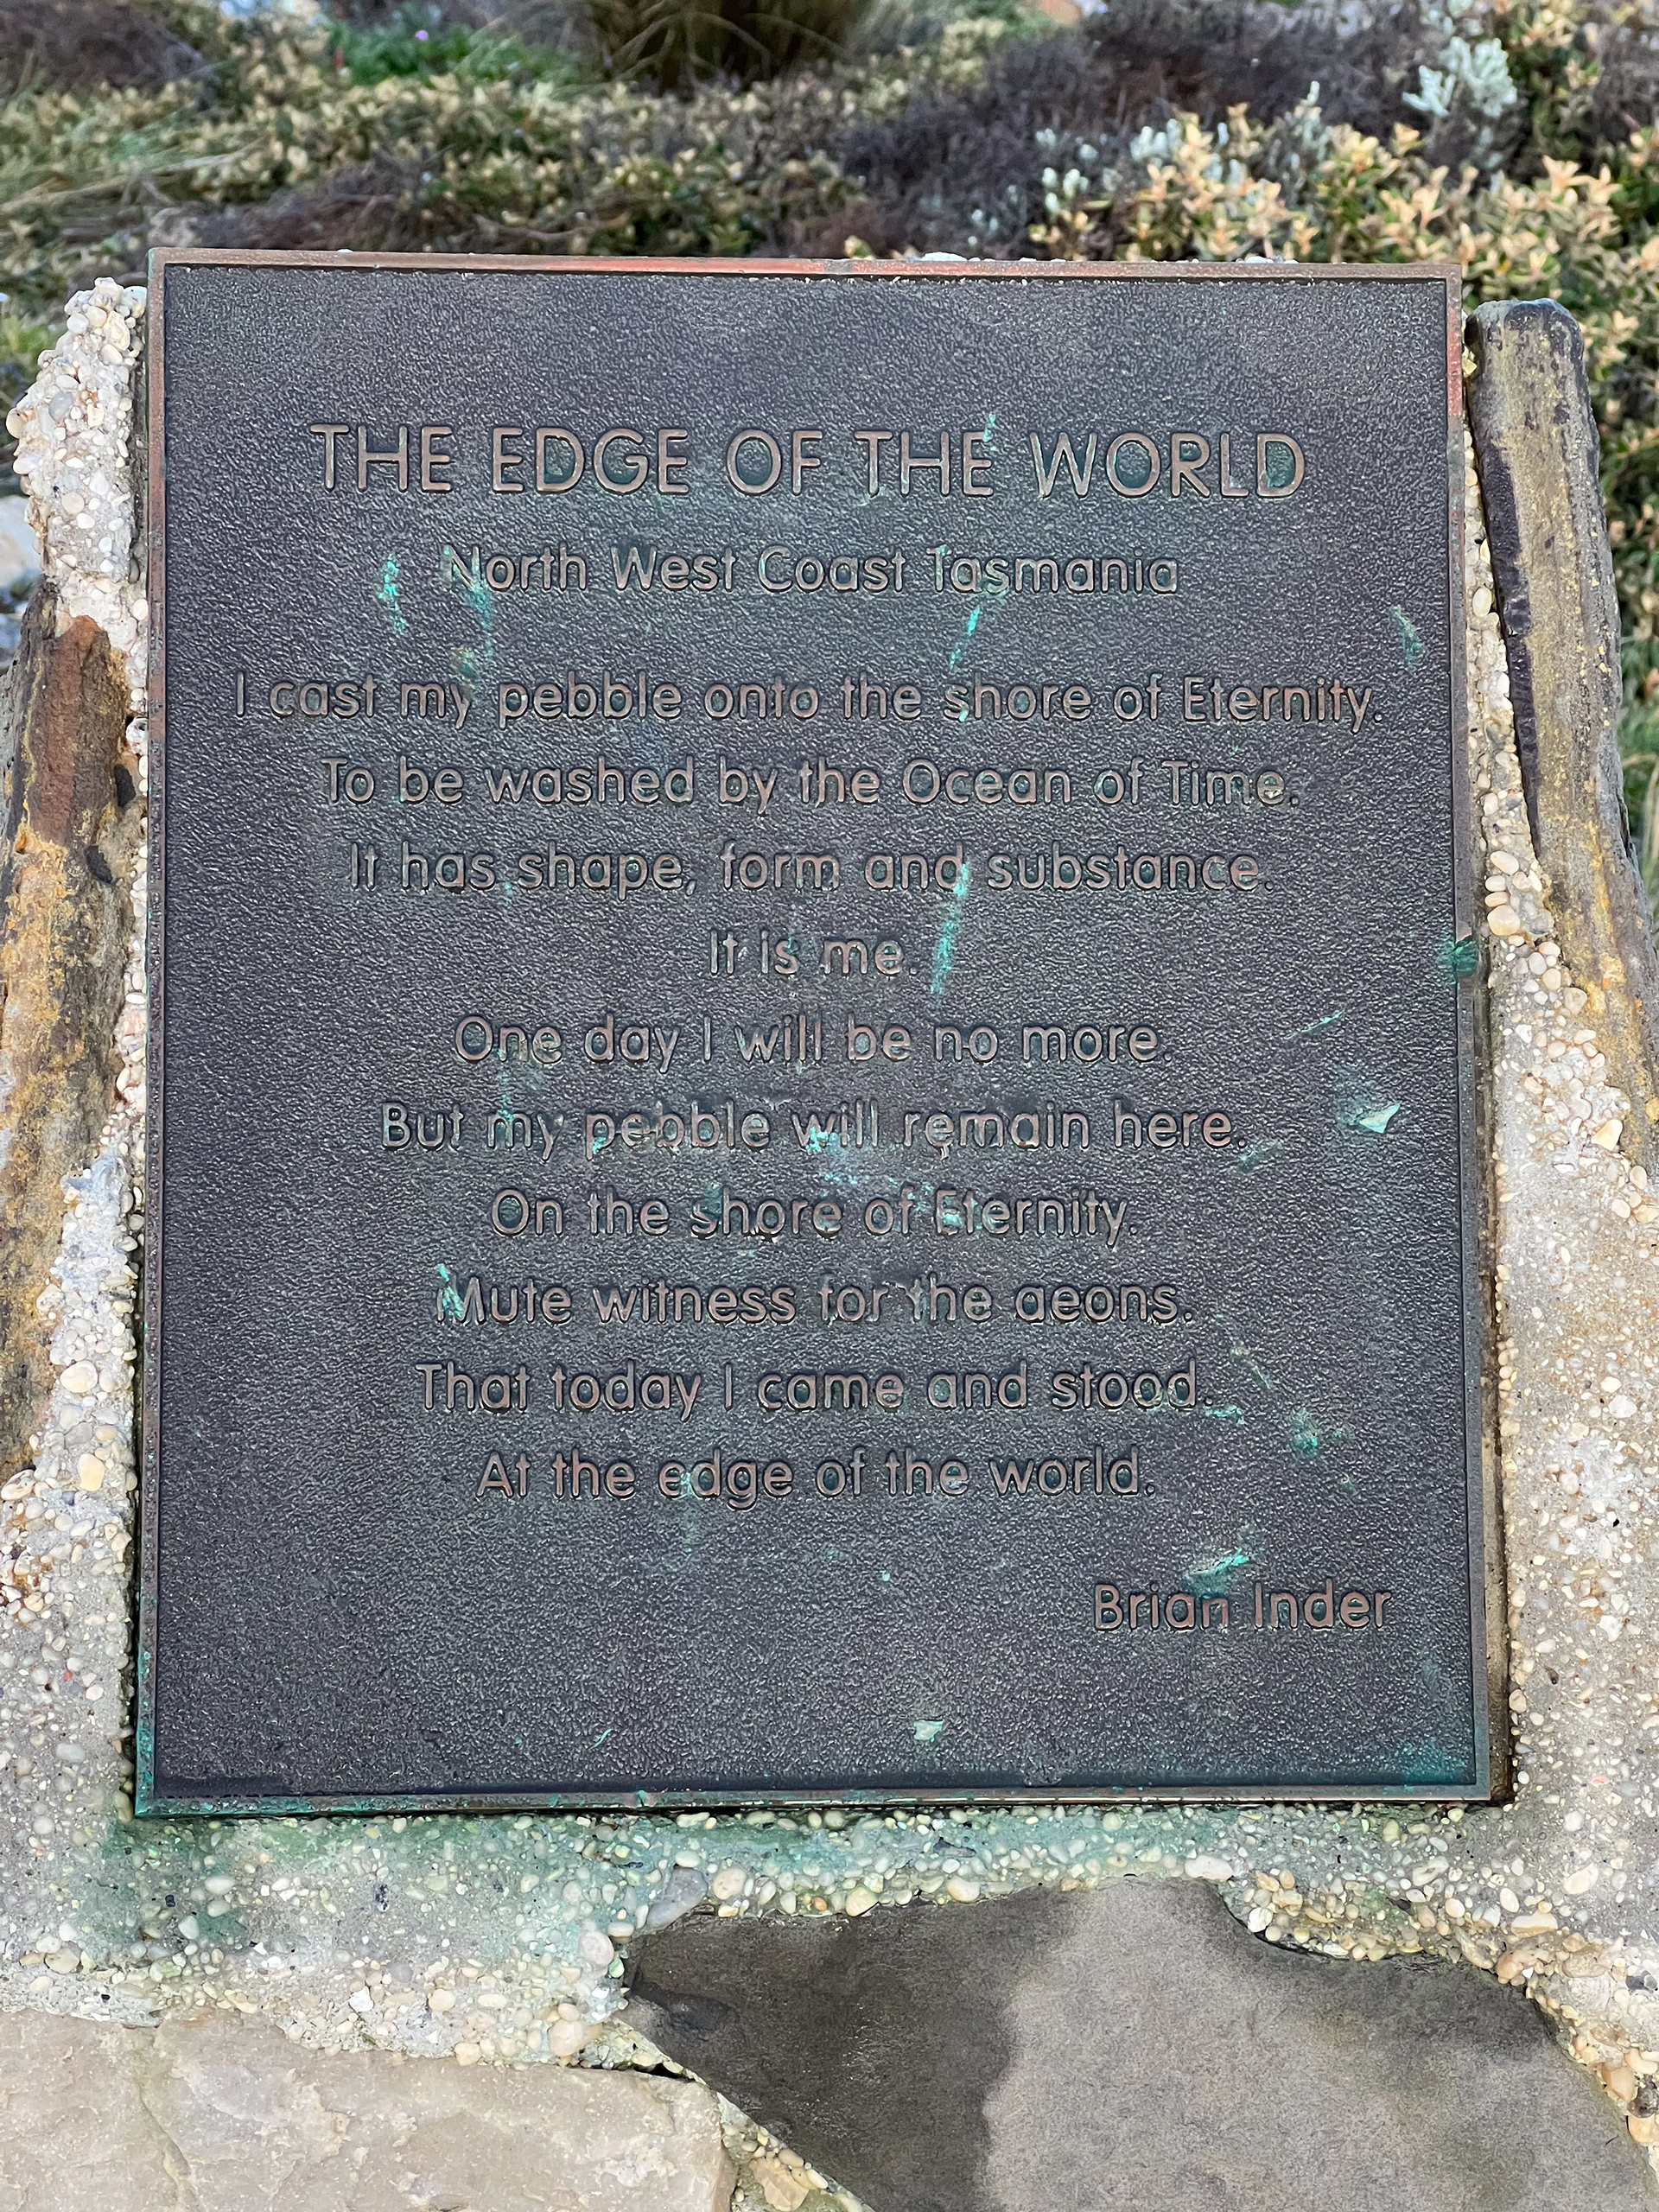 THE EDGE OF THE WORLD
North West Coast Tasmania
I cast my pebble onto the shore of Eternity.
To be washed by the Ocean of Time.
It has shape, form and substance.
It is me.
One day I will be no more.
But my pebble will remain here.
On the shore of Eternity.
Mute witness for the aeons.
That today I came and stood.
At the edge of the world.
Brian Inder